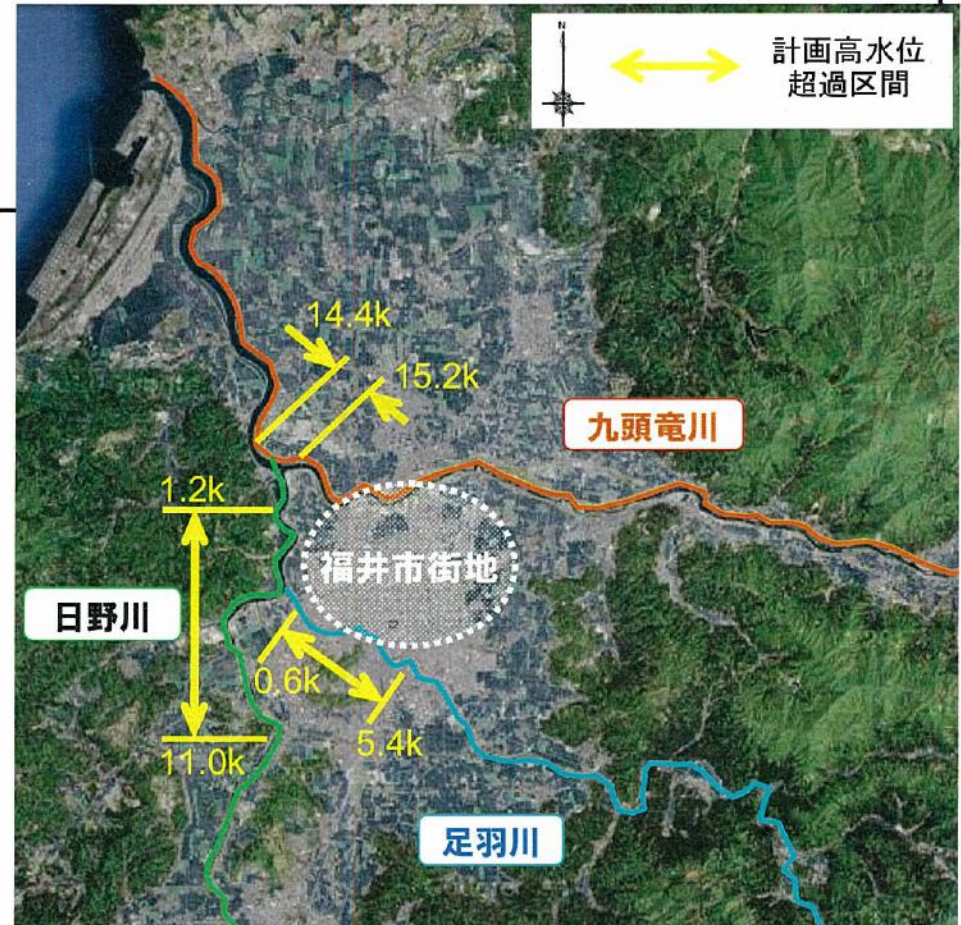 N
計画高水位
超過区間
14.4k
15.2k
九頭竜川
1.2k
福井市街地
日野川
0.6k
5.4k
11.0k
足羽川